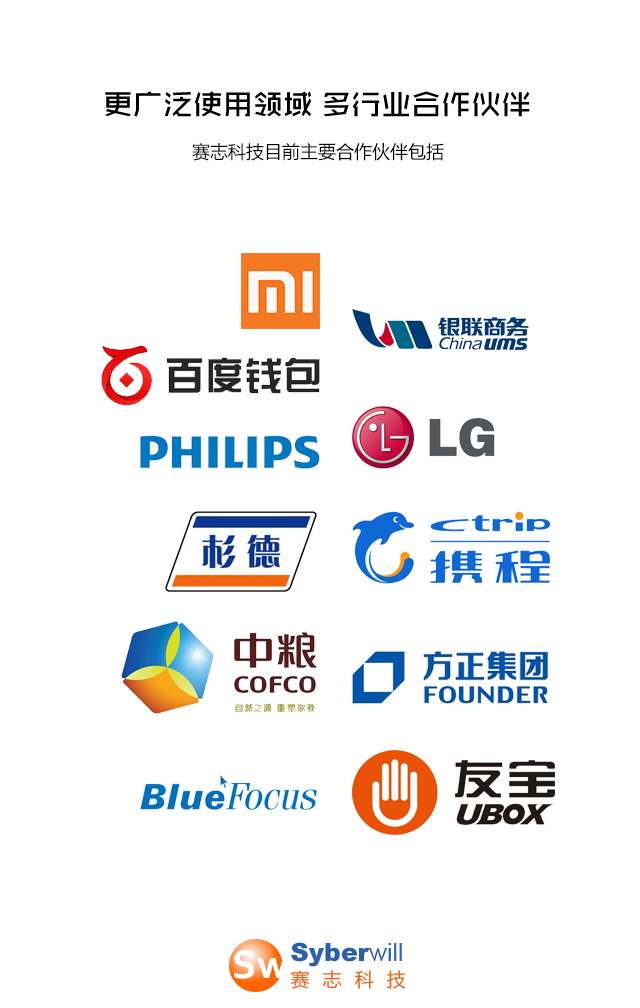 更广泛使用领域 多行业合作伙伴
赛志科技目前主要合作伙伴包括
mi
银联商务
China ums
百度钱包
PHILIPS
LG
杉德
ctrip
携程
中粮
COFCO
自然之源 重塑你我
方正集团
FOUNDER
BlueFocus
友宝
UBOX
Sw
Syberwill
赛志科技